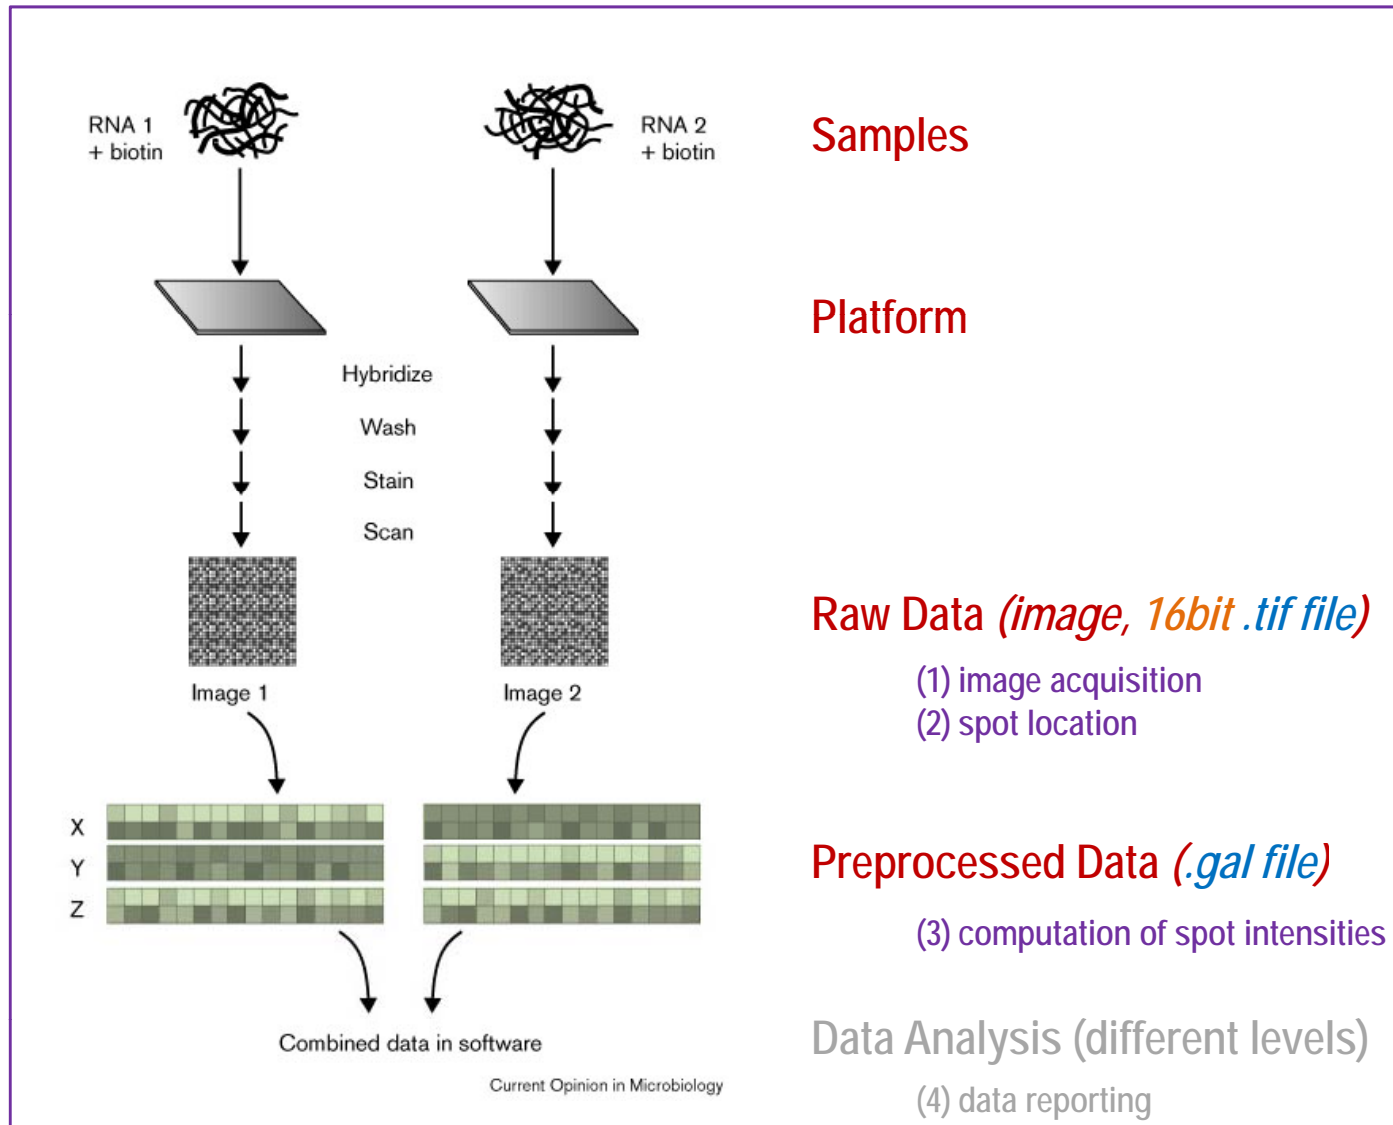 RNA 1
+ biotin
RNA 2
+ biotin
Samples
Platform
Hybridize
Wash
Stain
Scan
Raw Data (image, 16bit .tif file)
Image 1
Image 2
(1) image acquisition
(2) spot location
X
Y
Z
Preprocessed Data (.gal file)
(3) computation of spot intensities
Combined data in software
Data Analysis (different levels)
Current Opinion in Microbiology
(4) data reporting